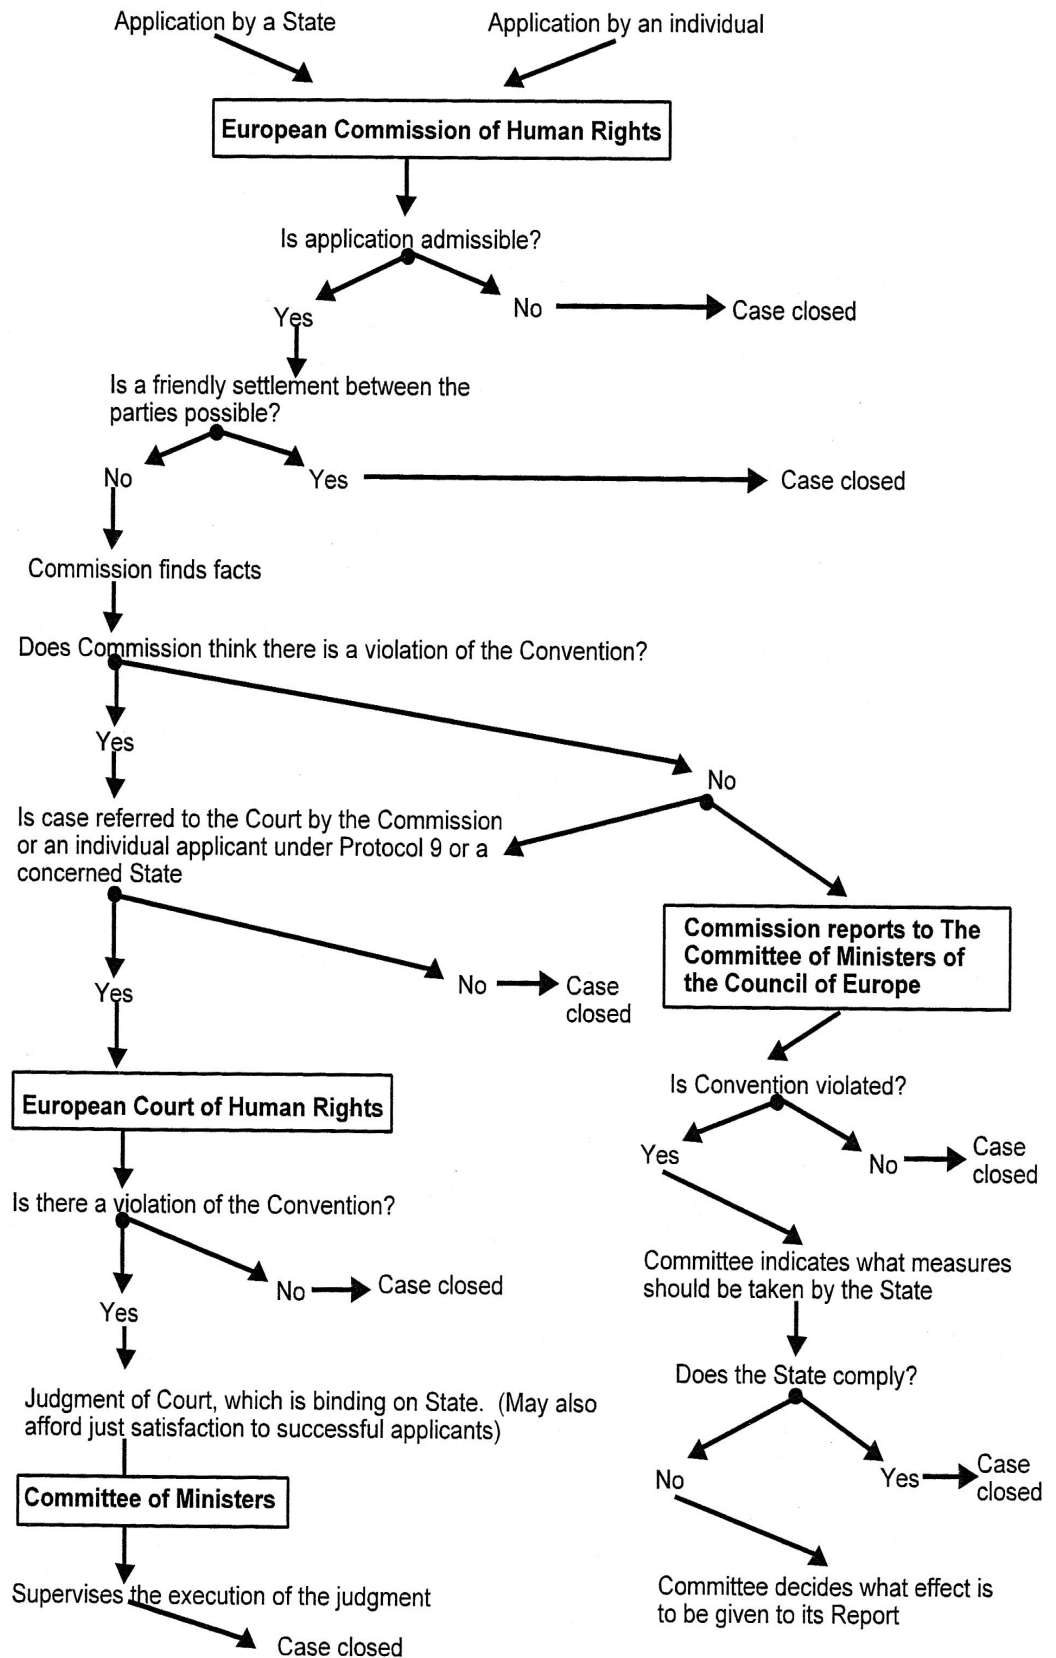 Application by a State
Application by an individual
European Commission of Human Rights
Is application admissible?
Yes
No
Case closed
Is a friendly settlement between the
parties possible?
No
Yes
Case closed
Commission finds facts
Does Commission think there is a violation of the Convention?
Yes
No
Is case referred to the Court by the Commission
or an individual applicant under Protocol 9 or a
concerned State
Yes
No
Case
closed
European Court of Human Rights
Is there a violation of the Convention?
No
Case closed
Yes
Judgment of Court, which is binding on State. (May also
afford just satisfaction to successful applicants)
Committee of Ministers
Supervises the execution of the judgment
Case closed
Commission reports to The
Committee of Ministers of
the Council of Europe
Is Convention violated?
Yes
No
Case
closed
Committee indicates what measures
should be taken by the State
Does the State comply?
No
Yes
Case
closed
Committee decides what effect is
to be given to its Report